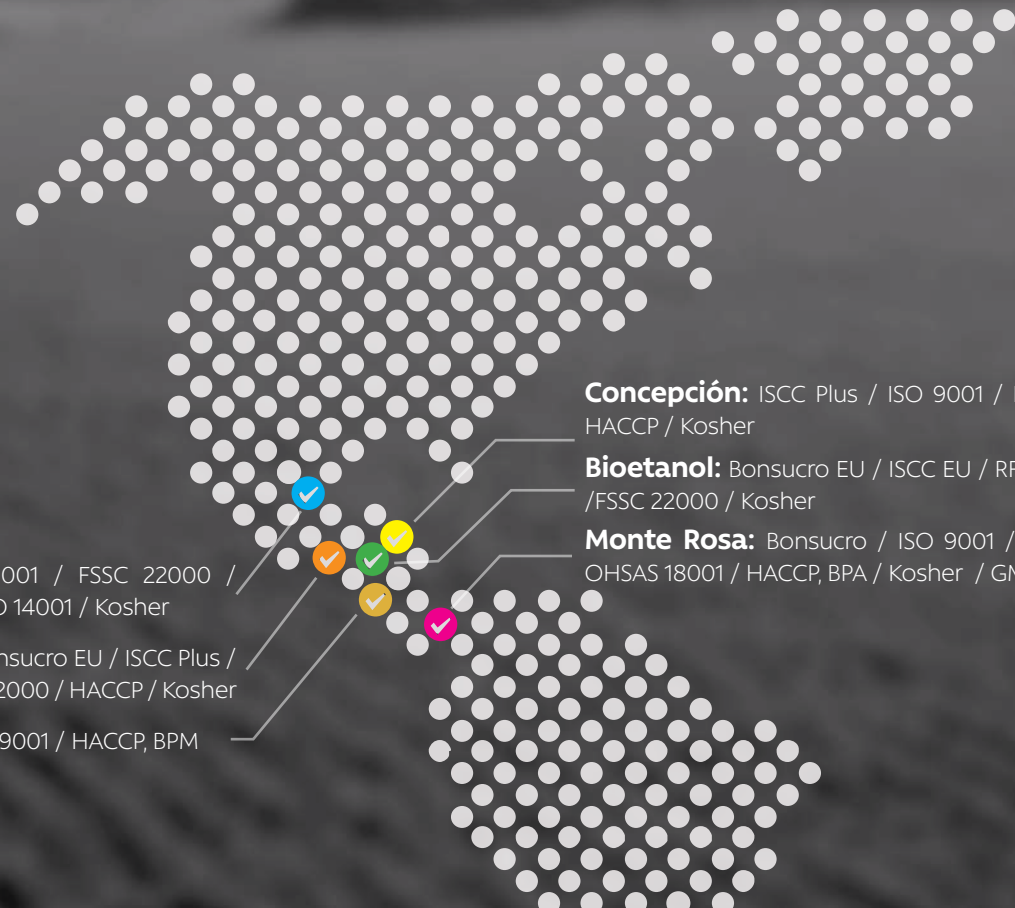 Concepción: ISCC Plus / ISO 9001 /
HACCP / Kosher
Bioetanol: Bonsucro EU / ISCC EU /
/FSSC 22000 / Kosher
Monte Rosa: Bonsucro / ISO 9001 /
OHSAS 18001 / HACCP, BPA / Kosher / GM
001 / FSSC 22000 /
14001 / Kosher
nsucro EU / ISCC Plus /
2000 / HACCP / Kosher
9001 / HACCP, BPM